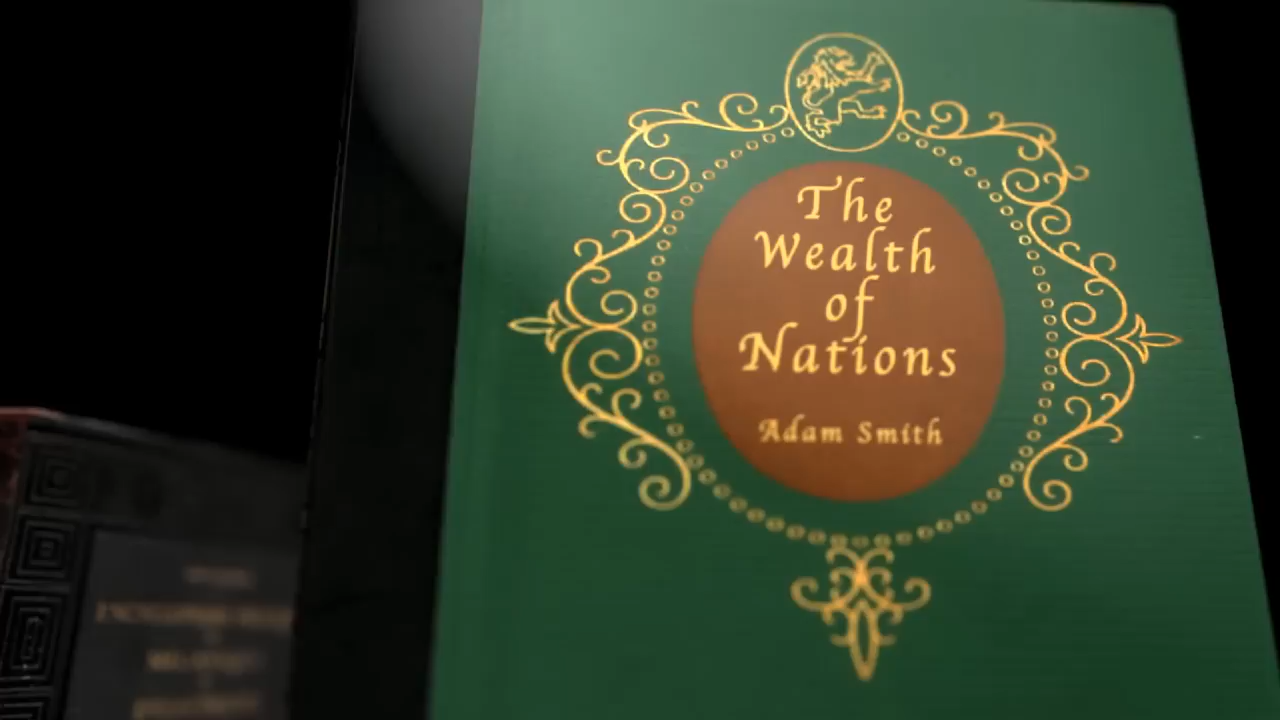 The
Wealth
of
Nations
Adam Smith